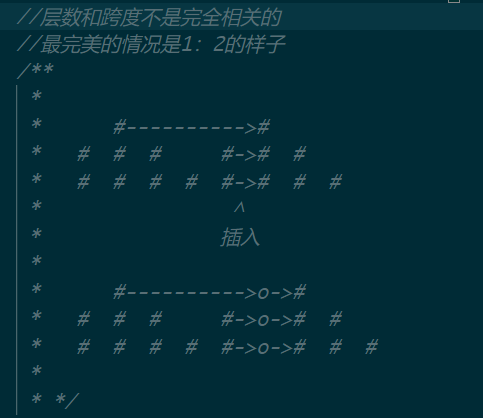 //层数和跨度不是完全相关的
//最完美的情况是1：2的样子
/**
 *
 *      #---------->#
 *   #  #  #     #->#  #
 *   #  #  #  #  #->#  #  #
 *                ^
 *               插入
 *
 *      #---------->o->#
 *   #  #  #     #->o->#  #
 *   #  #  #  #  #->o->#  #  #
 *
 * */